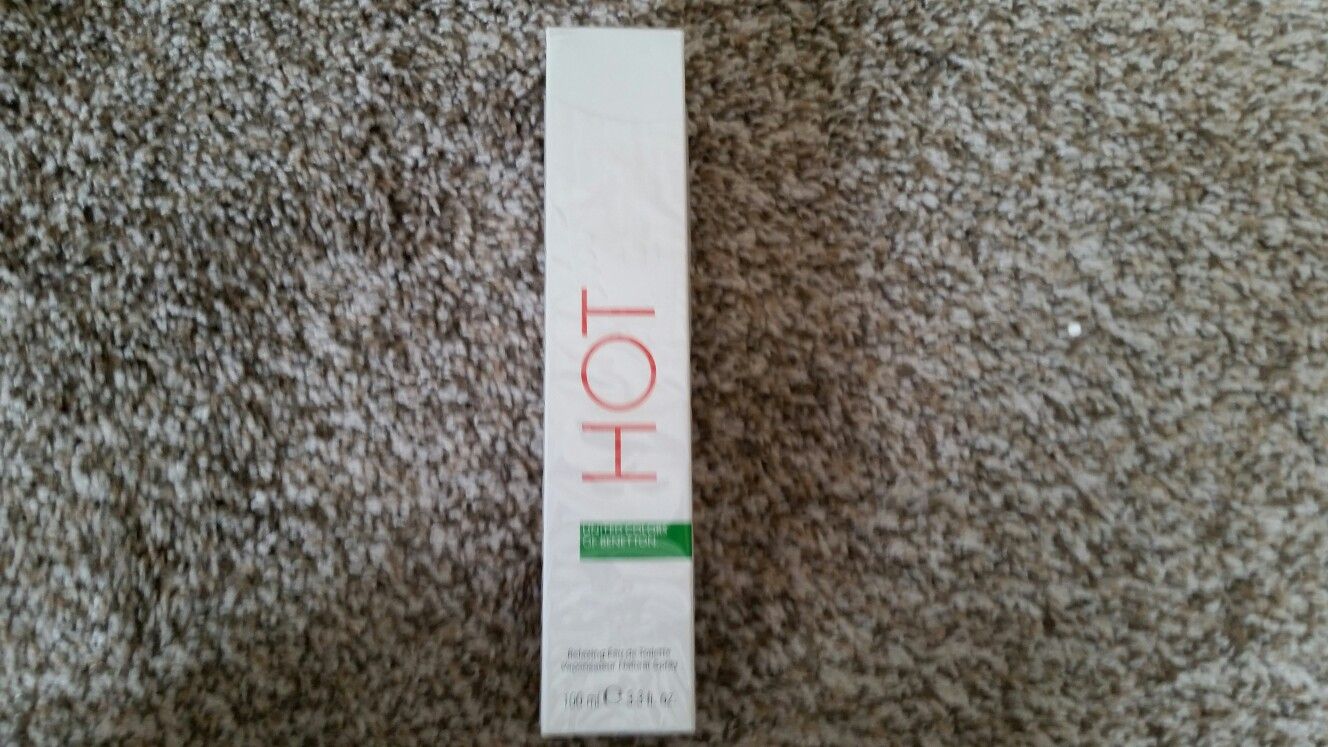 HOT
UNITED COLORS
OF BENETTON.
Relaxing Eau de Toilette
Vaporisateur Natural Spray
100 ml ℮ 3.3 fl. oz.